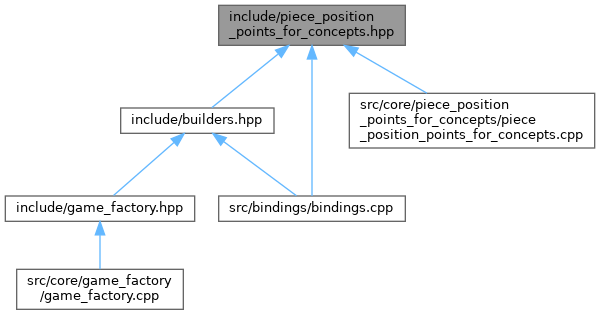 include/piece_position
_points_for_concepts.hpp
include/builders.hpp
src/core/piece_position
_points_for_concepts/piece
_position_points_for_concepts.cpp
include/game_factory.hpp
src/bindings/bindings.cpp
src/core/game_factory
/game_factory.cpp